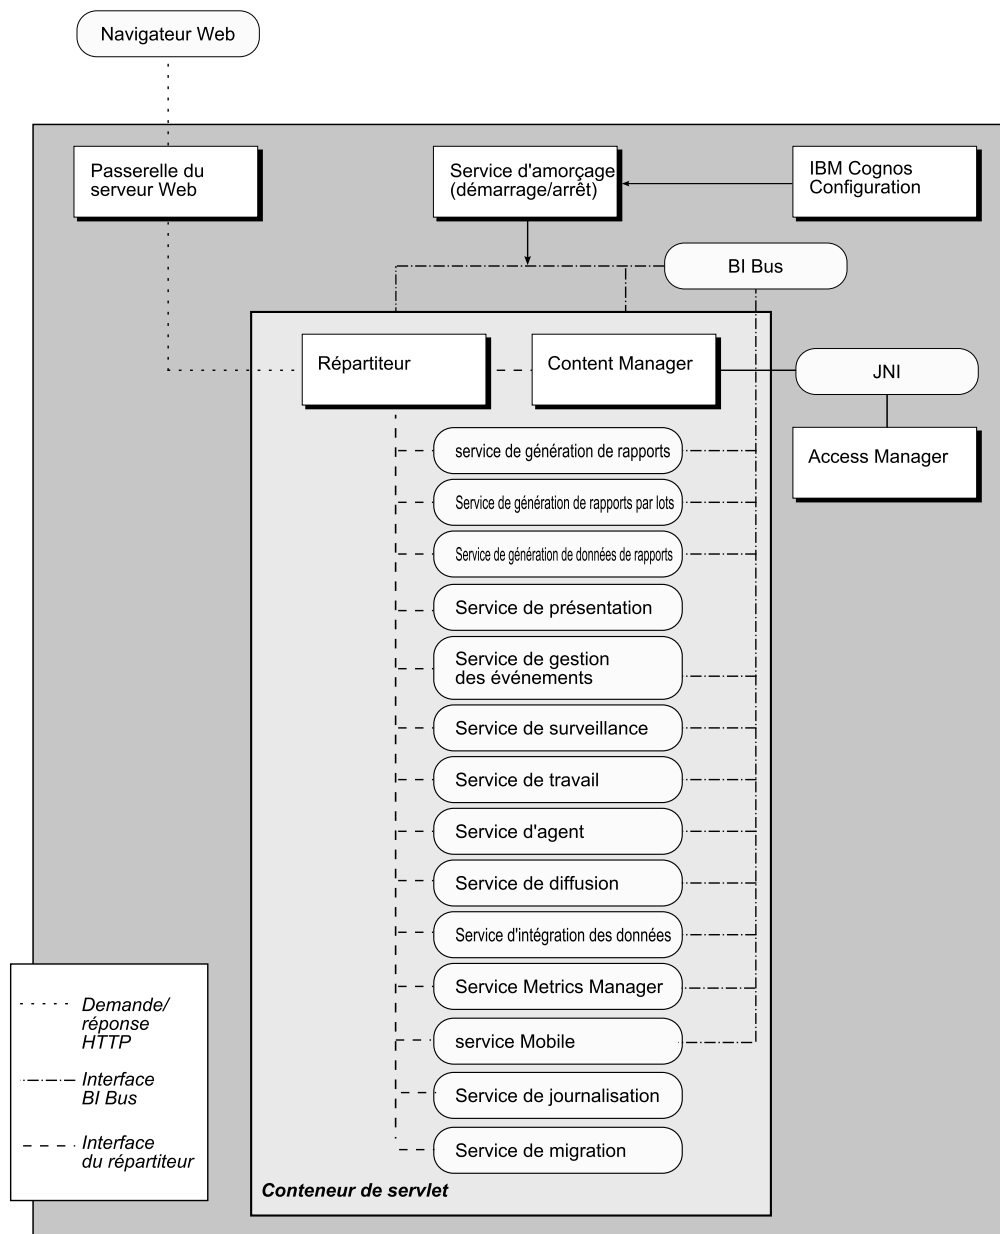 Navigateur Web
Passerelle du
serveur Web
Service d'amorçage
(démarrage/arrêt)
IBM Cognos
Configuration
BI Bus
Répartiteur
Content Manager
JNI
Access Manager
service de génération de rapports
Service de génération de rapports par lots
Service de génération de données de rapports
Service de présentation
Service de gestion
des événements
Service de surveillance
Service de travail
Service d'agent
Service de diffusion
Service d'intégration des données
Service Metrics Manager
service Mobile
Service de journalisation
Service de migration
Conteneur de servlet
Demande/
réponse
HTTP
Interface
BI Bus
Interface
du répartiteur